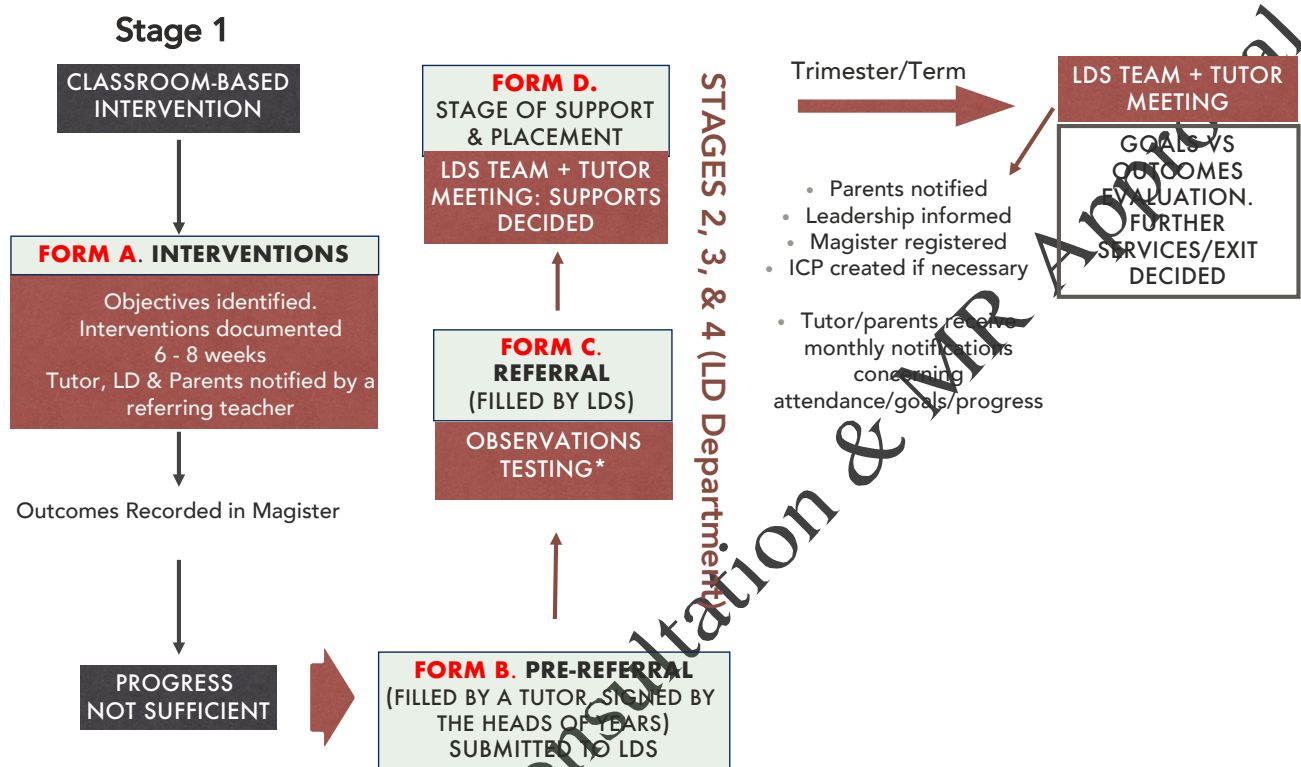 Stage 1
CLASSROOM-BASED
INTERVENTION
FORM A. INTERVENTIONS
Objectives identified.
Interventions documented
6 - 8 weeks
Tutor, LD & Parents notified by a
referring teacher
Outcomes Recorded in Magister
PROGRESS
NOT SUFFICIENT
FORM B. PRE-REFERRAL
(FILLED BY A TUTOR, SIGNED BY
THE HEADS OF YEARS)
SUBMITTED TO LDS
FORM C.
REFERRAL
(FILLED BY LDS)
OBSERVATIONS
TESTING*
FORM D.
STAGE OF SUPPORT
& PLACEMENT
LDS TEAM + TUTOR
MEETING: SUPPORTS
DECIDED
STAGES 2, 3, & 4 (LD Department)
Trimester/Term
• Parents notified
• Leadership informed
• Magister registered
• ICP created if necessary
• Tutor/parents receive
monthly notifications
concerning
attendance/goals/progress
LDS TEAM + TUTOR
MEETING
GOALS VS
OUTCOMES
EVALUATION.
FURTHER
SERVICES/EXIT
DECIDED
onsultation & MR Approval